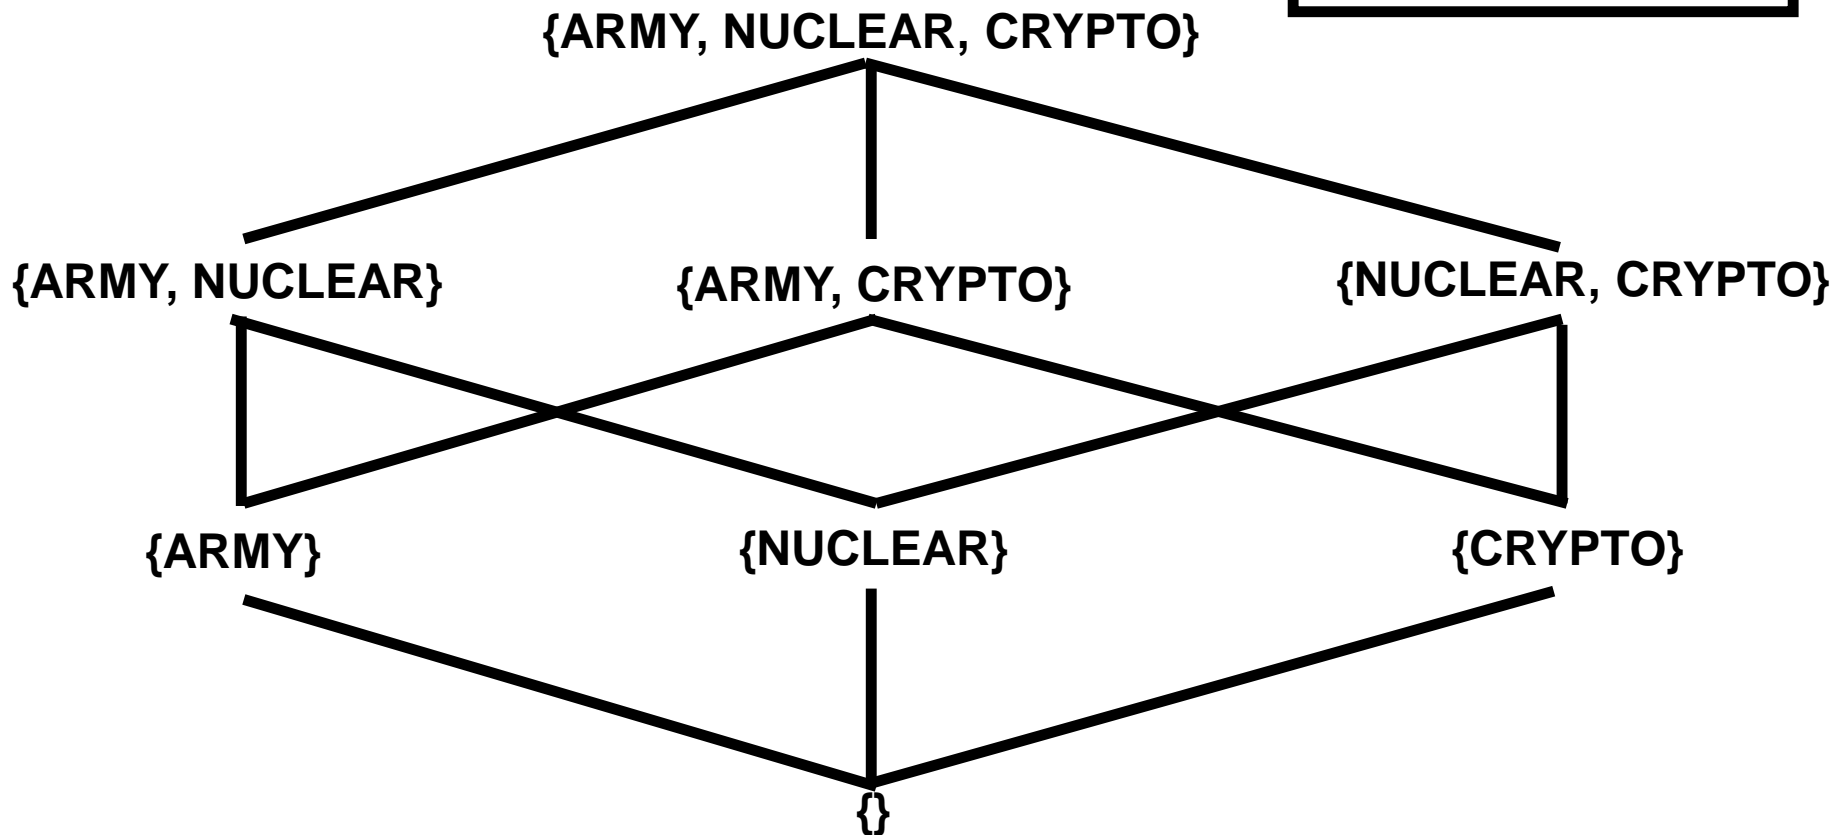 {ARMY, NUCLEAR, CRYPTO}
{ARMY, NUCLEAR} {ARMY, CRYPTO} {NUCLEAR, CRYPTO}
{ARMY} {NUCLEAR} {CRYPTO}
{}